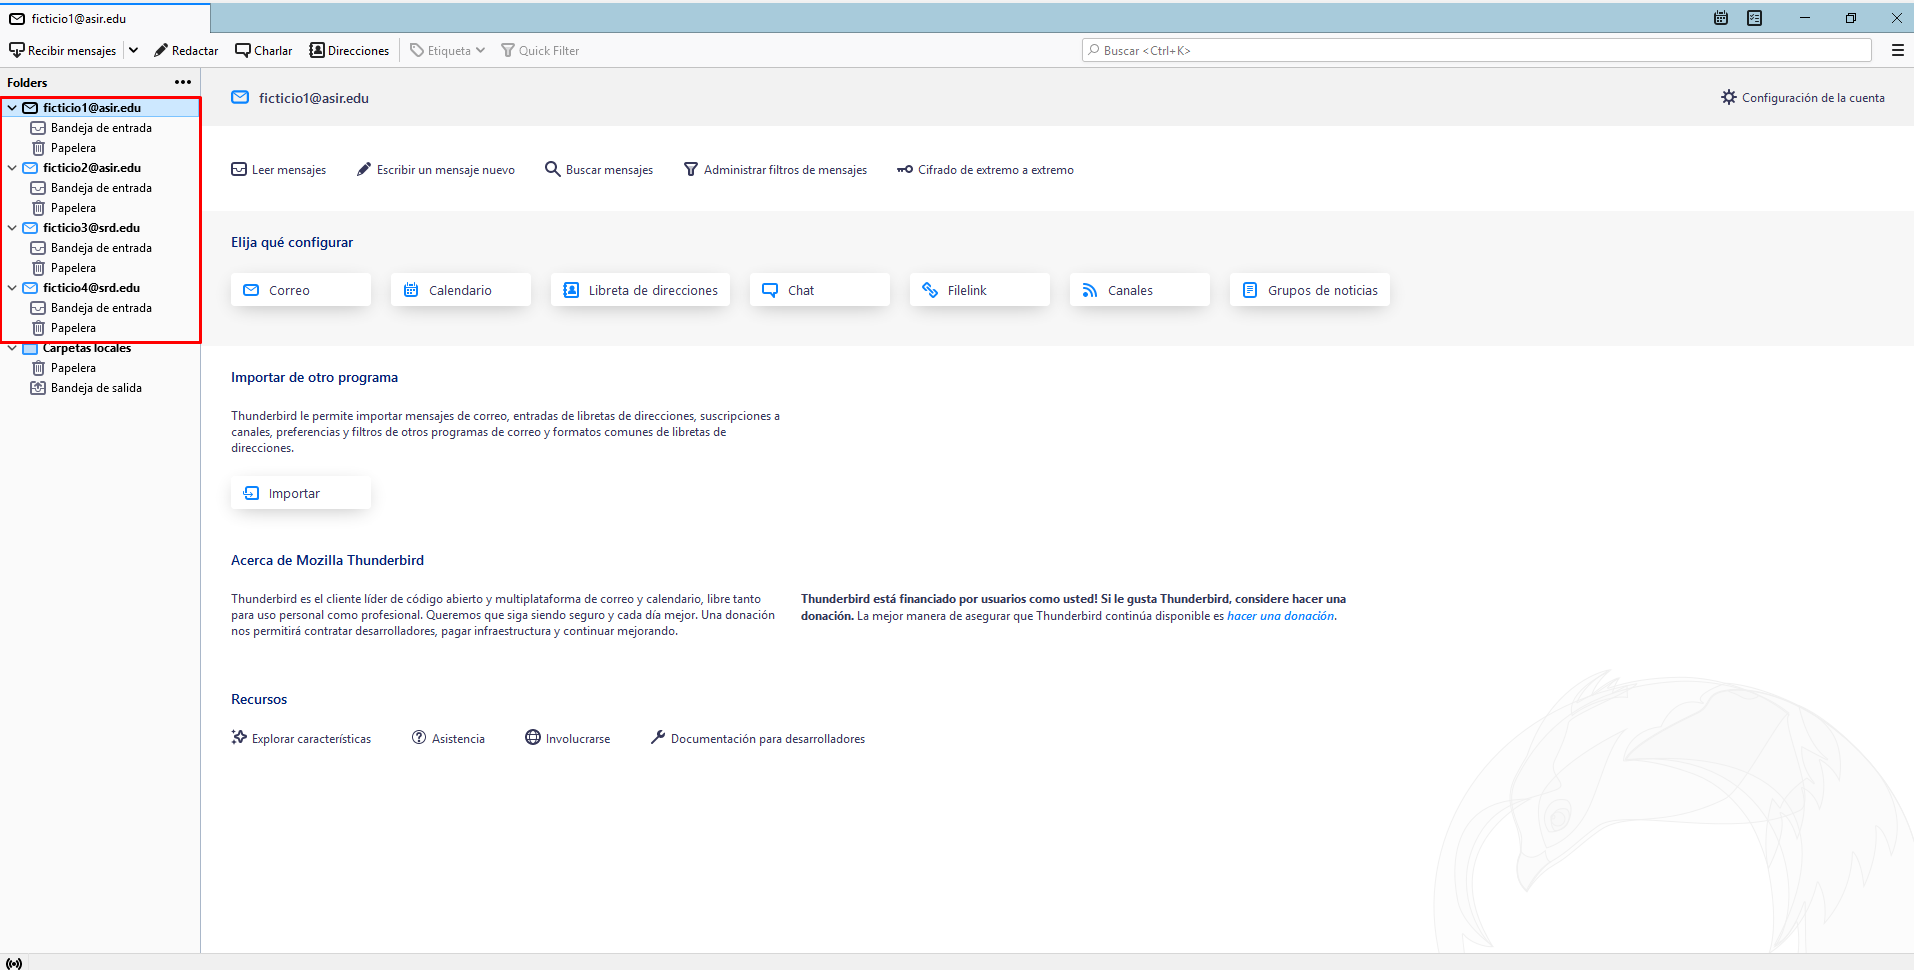 ficticio1@asir.edu
Recibir mensajes Redactar Charlar Direcciones Etiqueta Quick Filter Buscar <Ctrl+K>
Folders
ficticio1@asir.edu
Bandeja de entrada
Papelera
ficticio2@asir.edu
Bandeja de entrada
Papelera
ficticio3@srd.edu
Bandeja de entrada
Papelera
ficticio4@srd.edu
Bandeja de entrada
Papelera
Carpetas locales
Papelera
Bandeja de salida
ficticio1@asir.edu Configuración de la cuenta
Leer mensajes Escribir un mensaje nuevo Buscar mensajes Administrar filtros de mensajes Cifrado de extremo a extremo
Elija qué configurar
Correo Calendario Libreta de direcciones Chat Filelink Canales Grupos de noticias
Importar de otro programa
Thunderbird le permite importar mensajes de correo, entradas de libretas de direcciones, suscripciones a
canales, preferencias y filtros de otros programas de correo y formatos comunes de libretas de
direcciones.
Importar
Acerca de Mozilla Thunderbird
Thunderbird es el cliente líder de código abierto y multiplataforma de correo y calendario, libre tanto
para uso personal como profesional. Queremos que siga siendo seguro y cada día mejor. Una donación
nos permitirá contratar desarrolladores, pagar infraestructura y continuar mejorando.
Thunderbird está financiado por usuarios como usted! Si le gusta Thunderbird, considere hacer una
donación. La mejor manera de asegurar que Thunderbird continúa disponible es hacer una donación.
Recursos
Explorar características Asistencia Involucrarse Documentación para desarrolladores